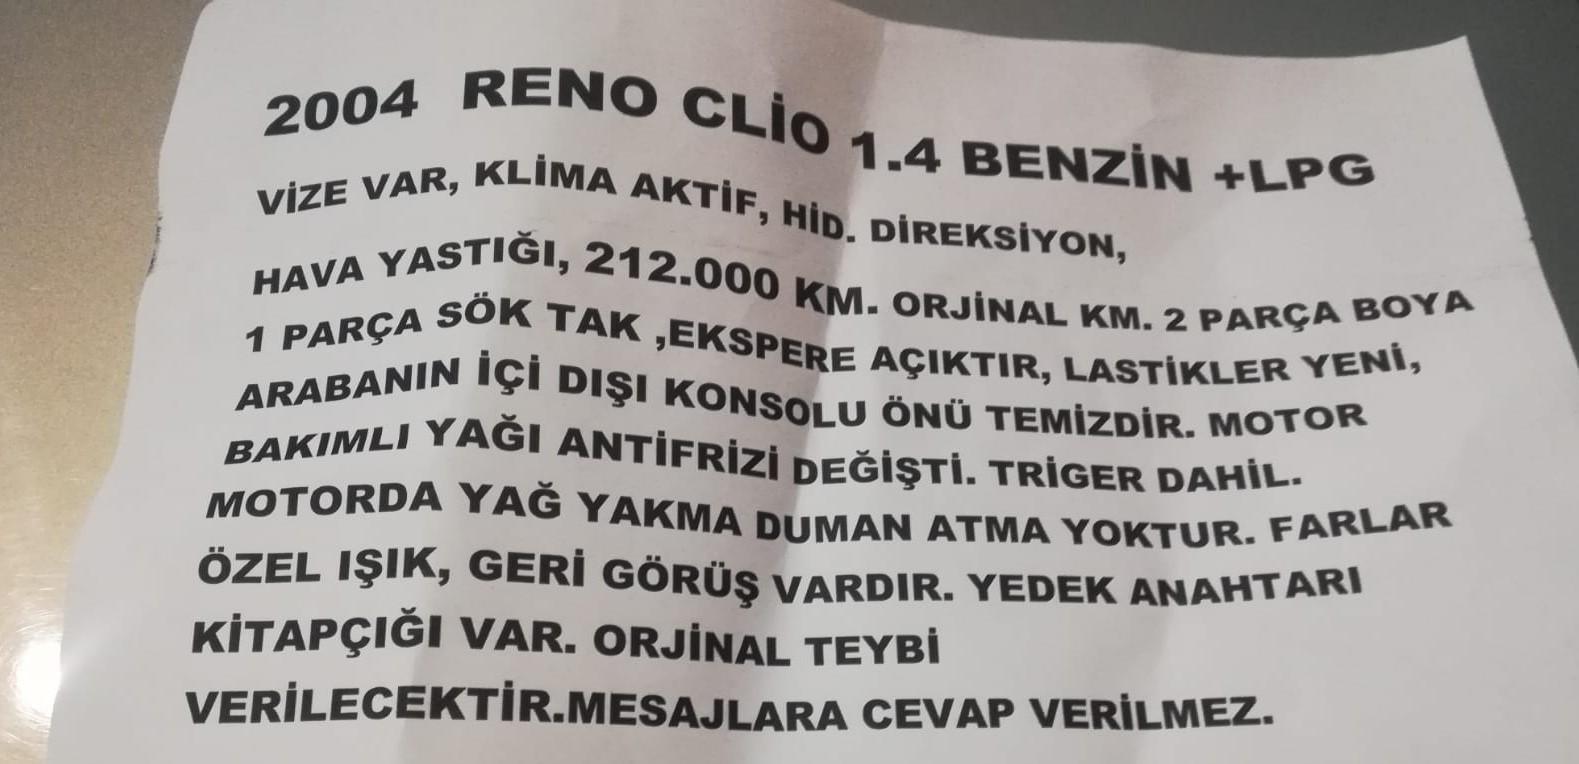 2004 RENO CLİO 1.4 BENZİN +LPG
VİZE VAR, KLİMA AKTİF, HİD. DİREKSİYON,
HAVA YASTIĞI, 212.000 KM. ORJİNAL KM. 2 PARÇA BOYA
1 PARÇA SÖK TAK ,EKSPERE AÇIKTIR, LASTİKLER YENİ,
ARABANIN İÇİ DIŞI KONSOLU ÖNÜ TEMİZDİR. MOTOR
BAKIMLI YAĞI ANTİFRİZİ DEĞİŞTİ. TRİGER DAHİL.
MOTORDA YAĞ YAKMA DUMAN ATMA YOKTUR. FARLAR
ÖZEL IŞIK, GERİ GÖRÜŞ VARDIR. YEDEK ANAHTARI
KİTAPÇIĞI VAR. ORJİNAL TEYBİ
VERİLECEKTİR.MESAJLARA CEVAP VERİLMEZ.